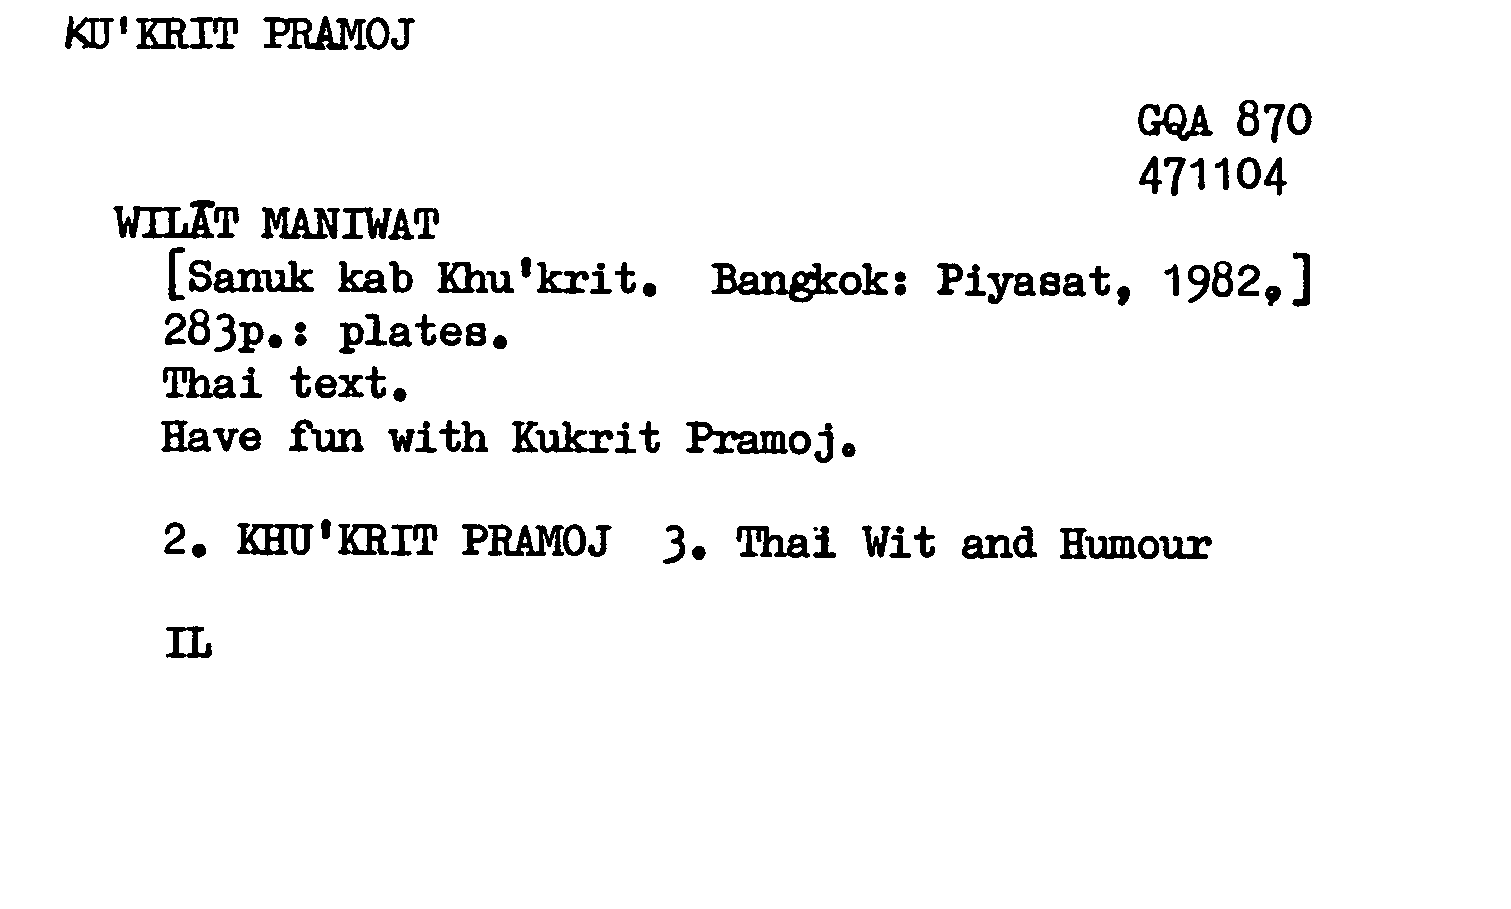 KU'KRIT PRAMOJ
GQA 870
471104
WILĀT MANIWAT
[Sanuk kab Khu'krit. Bangkok: Piyasat, 1982,]
283p.: plates.
Thai text.
Have fun with Kukrit Pramoj.
2. KHU'KRIT PRAMOJ 3. Thai Wit and Humour
IL